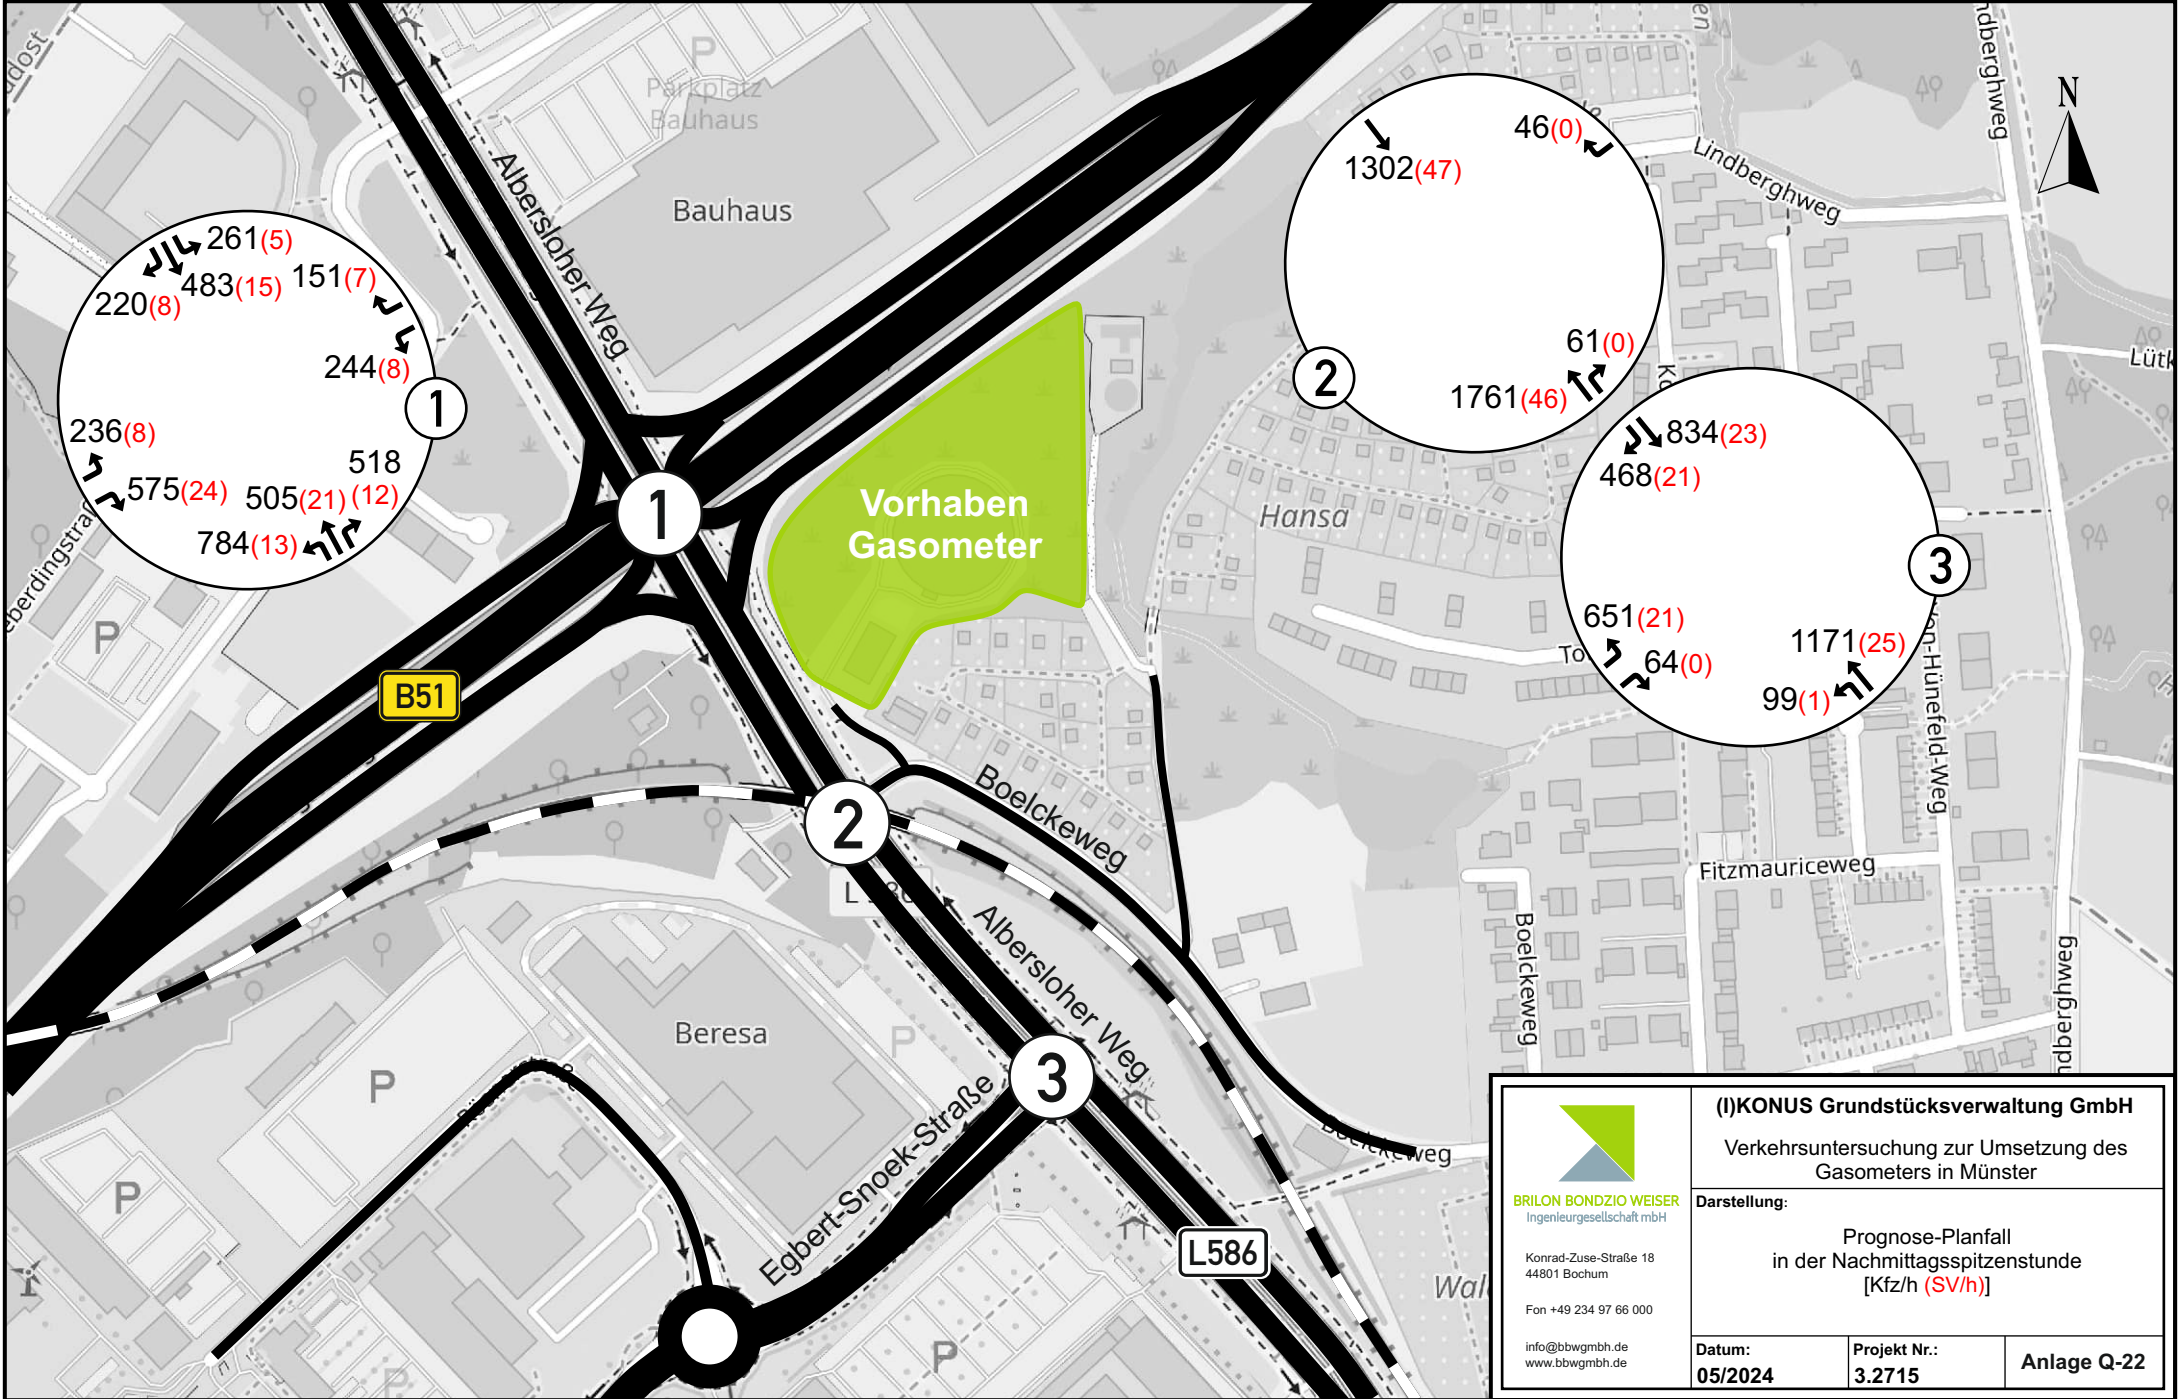 P
Parkplatz
Bauhaus
Bauhaus
Albersloher Weg
261(5)
483(15)
220(8)
151(7)
244(8)
236(8)
575(24)
505(21)
518
(12)
784(13)
1
1302(47)
46(0)
61(0)
1761(46)
2
834(23)
468(21)
651(21)
64(0)
1171(25)
99(1)
3
N
Lindberghweg
Hansa
Vorhaben
Gasometer
1
B51
P
2
Boelckeweg
Albersloher Weg
3
Egbert-Snoek-Straße
Beresa
P
P
P
P
L586
Fitzmauriceweg
Boelckeweg
(I)KONUS Grundstücksverwaltung GmbH
Verkehrsuntersuchung zur Umsetzung des
Gasometers in Münster
Darstellung:
Prognose-Planfall
in der Nachmittagsspitzenstunde
[Kfz/h (SV/h)]
BRILON BONDZIO WEISER
Ingenieurgesellschaft mbH
Konrad-Zuse-Straße 18
44801 Bochum
Fon +49 234 97 66 000
info@bbwgmbh.de
www.bbwgmbh.de
Datum:
05/2024
Projekt Nr.:
3.2715
Anlage Q-22